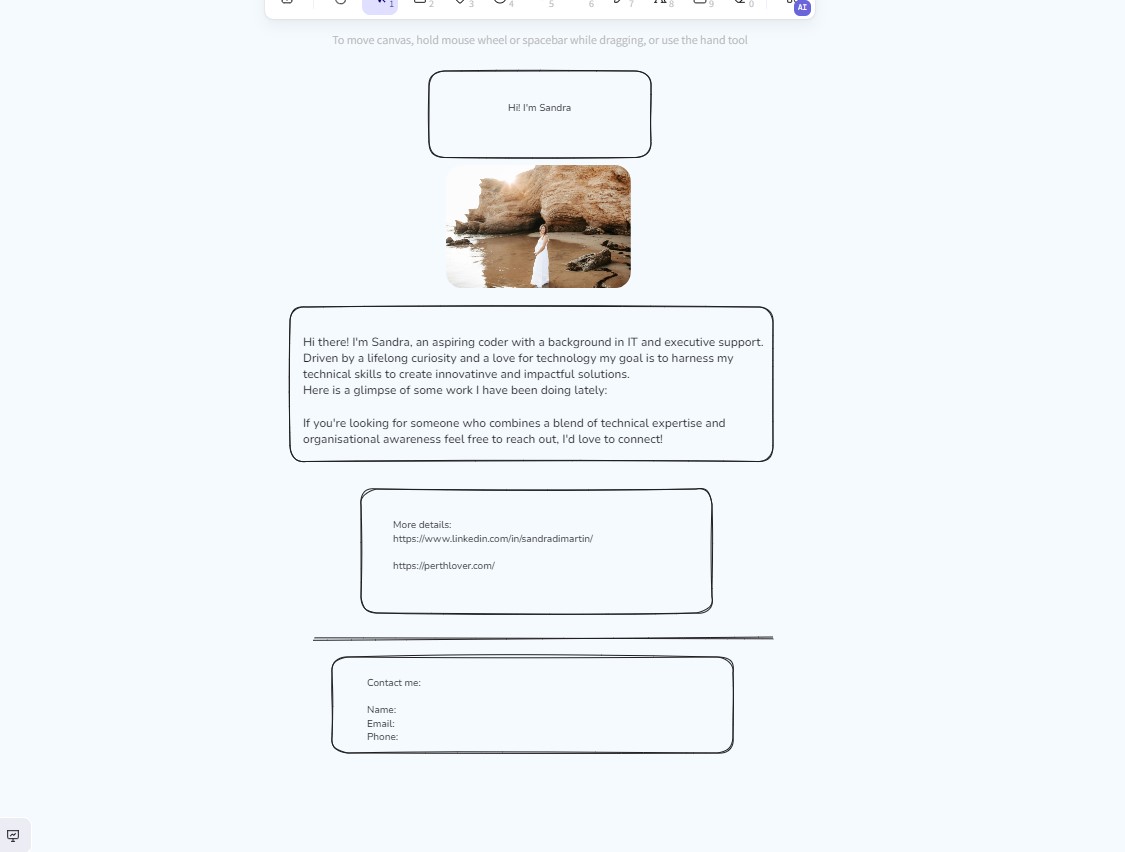 1
2
3
4
5
6
7
8
9
0
AI
To move canvas, hold mouse wheel or spacebar while dragging, or use the hand tool
Hi! I'm Sandra
Hi there! I'm Sandra, an aspiring coder with a background in IT and executive support.
Driven by a lifelong curiosity and a love for technology my goal is to harness my
technical skills to create innovatinve and impactful solutions.
Here is a glimpse of some work I have been doing lately:
If you're looking for someone who combines a blend of technical expertise and
organisational awareness feel free to reach out, I'd love to connect!
More details:
https://www.linkedin.com/in/sandradimartin/
https://perthlover.com/
Contact me:
Name:
Email:
Phone: